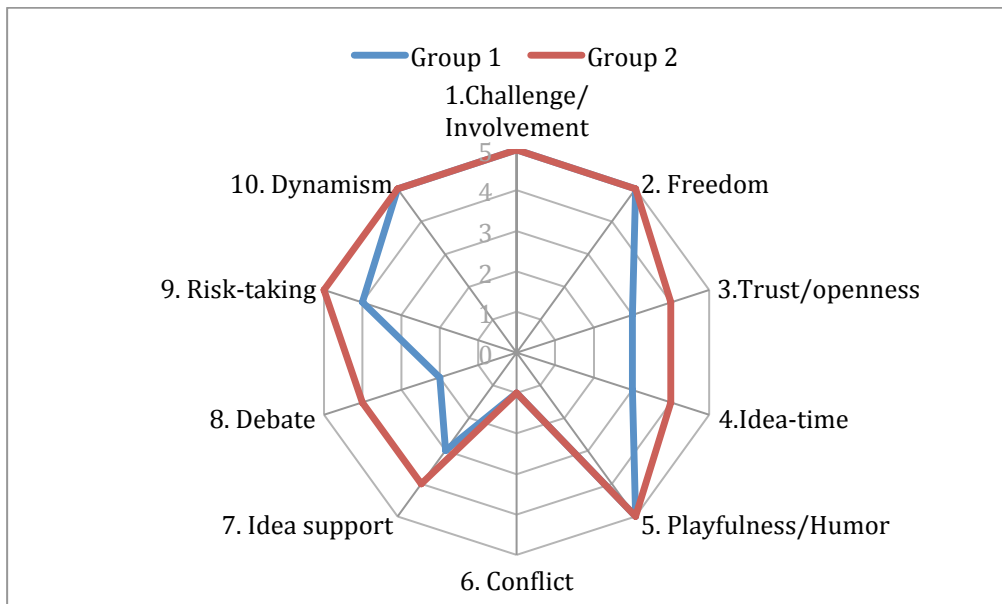 Group 1
Group 2
1.Challenge/
Involvement
2. Freedom
3.Trust/openness
4.Idea-time
5. Playfulness/Humor
6. Conflict
7. Idea support
8. Debate
9. Risk-taking
10. Dynamism
5
4
3
2
1
0